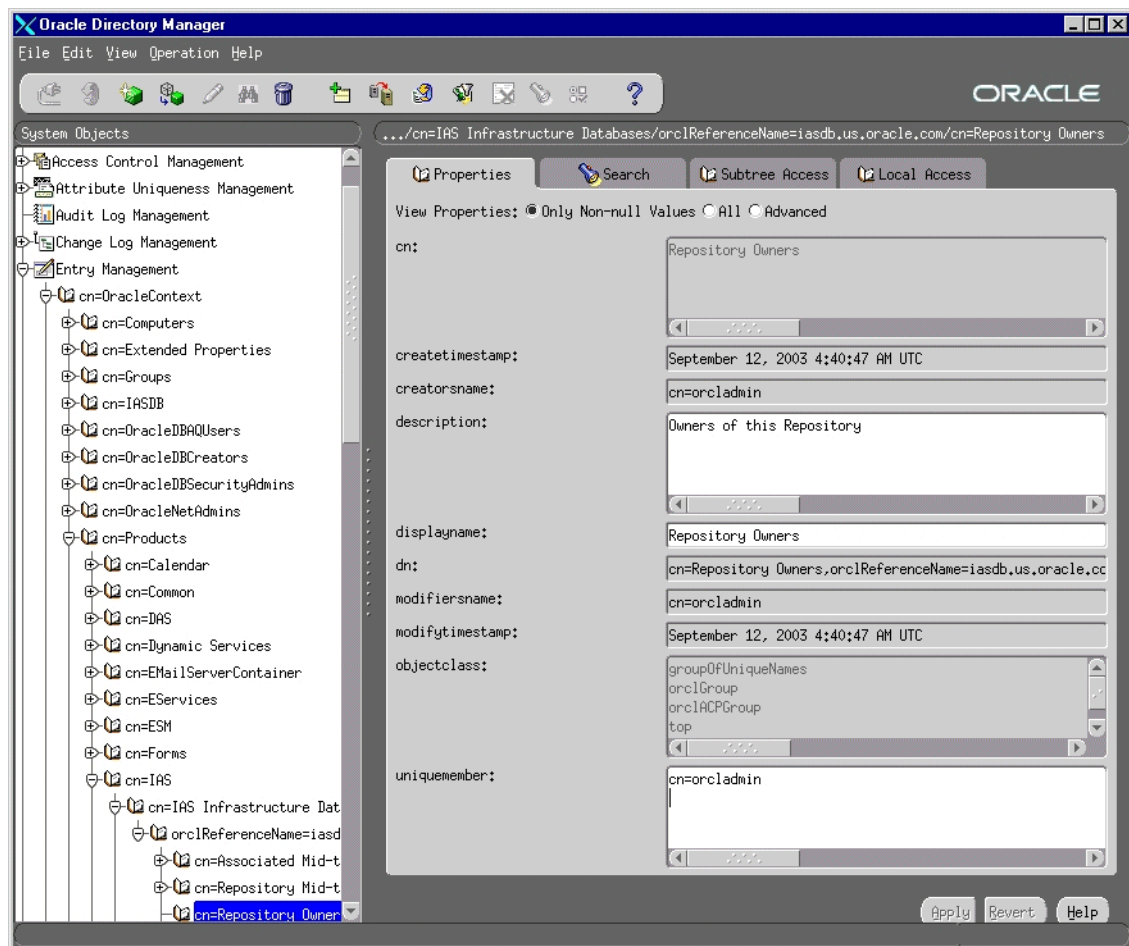 Oracle Directory Manager
File Edit View Operation Help
ORACLE
System Objects
Access Control Management
Attribute Uniqueness Management
Audit Log Management
Change Log Management
Entry Management
cn=OracleContext
cn=Computers
cn=Extended Properties
cn=Groups
cn=IASDB
cn=OracleDBAQUsers
cn=OracleDBCreators
cn=OracleDBSecurityAdmins
cn=OracleNetAdmins
cn=Products
cn=Calendar
cn=Common
cn=DAS
cn=Dynamic Services
cn=EMailServerContainer
cn=EServices
cn=ESM
cn=Forms
cn=IAS
cn=IAS Infrastructure Dat
orclReferenceName=iasd
cn=Associated Mid-t
cn=Repository Mid-t
cn=Repository Owner
.../cn=IAS Infrastructure Databases/orclReferenceName=iasdb.us.oracle.com/cn=Repository Owners
Properties Search Subtree Access Local Access
View Properties: Only Non-null Values All Advanced
cn: Repository Owners
createtimestamp: September 12, 2003 4:40:47 AM UTC
creatorsname: cn=orcladmin
description: Owners of this Repository
displayname: Repository Owners
dn: cn=Repository Owners,orclReferenceName=iasdb.us.oracle.cc
modifiersname: cn=orcladmin
modifytimestamp: September 12, 2003 4:40:47 AM UTC
objectclass: groupOfUniqueNames
orclGroup
orclACPGroup
top
uniquemember: cn=orcladmin
Apply Revert Help